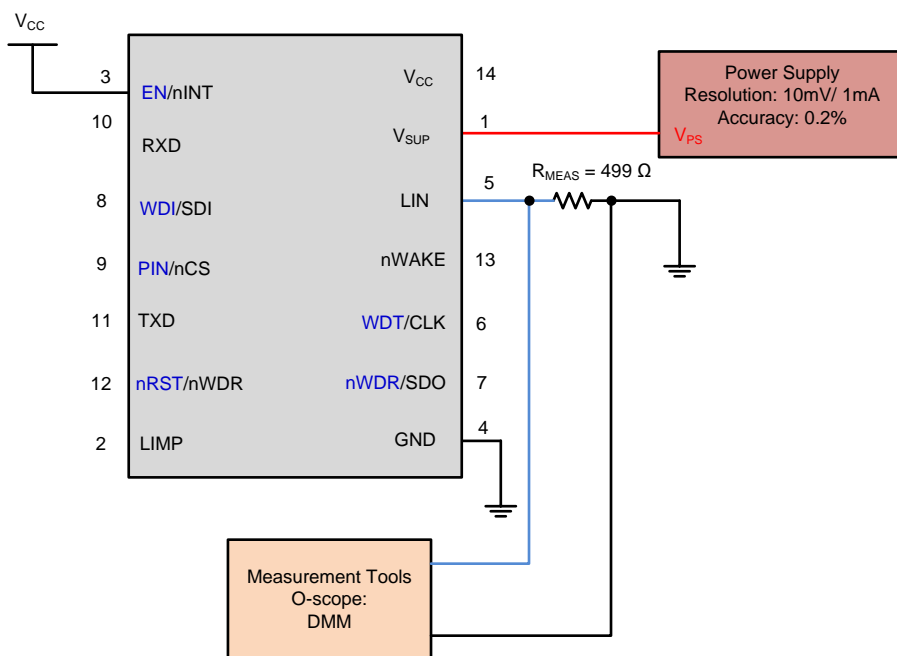 VCC
3
EN/nINT
VCC
14
Power Supply
Resolution: 10mV/ 1mA
Accuracy: 0.2%
10
RXD
VSUP
1
VPS
8
WDI/SDI
LIN
5
RMEAS = 499 Ω
9
PIN/nCS
nWAKE
13
11
TXD
WDT/CLK
6
12
nRST/nWDR
nWDR/SDO
7
2
LIMP
GND
4
Measurement Tools
O-scope:
DMM